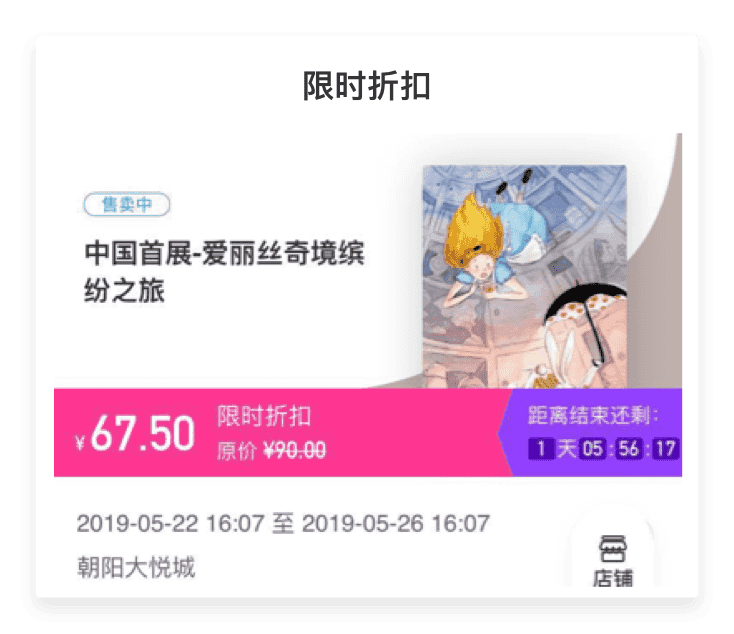 限时折扣
售卖中
中国首展-爱丽丝奇境缤
纷之旅
¥67.50
限时折扣
原价 ¥90.00
距离结束还剩：
1天05:56:17
2019-05-22 16:07 至 2019-05-26 16:07
朝阳大悦城
店铺